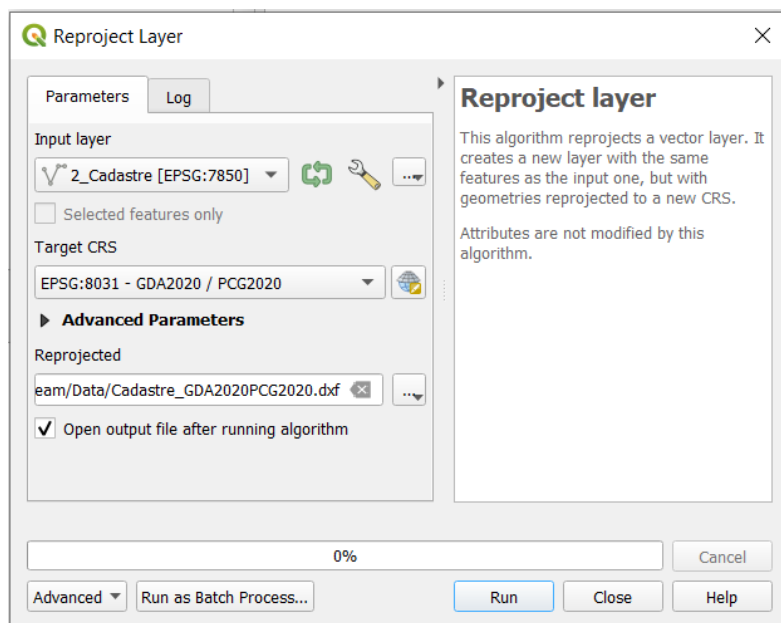 Reproject Layer
Parameters
Log
Input layer
2_Cadastre [EPSG:7850]
...
Selected features only
Target CRS
EPSG:8031 - GDA2020 / PCG2020
Advanced Parameters
Reprojected
eam/Data/Cadastre_GDA2020PCG2020.dxf
...
Open output file after running algorithm
Reproject layer
This algorithm reprojects a vector layer. It
creates a new layer with the same
features as the input one, but with
geometries reprojected to a new CRS.
Attributes are not modified by this
algorithm.
0%
Cancel
Advanced
Run as Batch Process...
Run
Close
Help